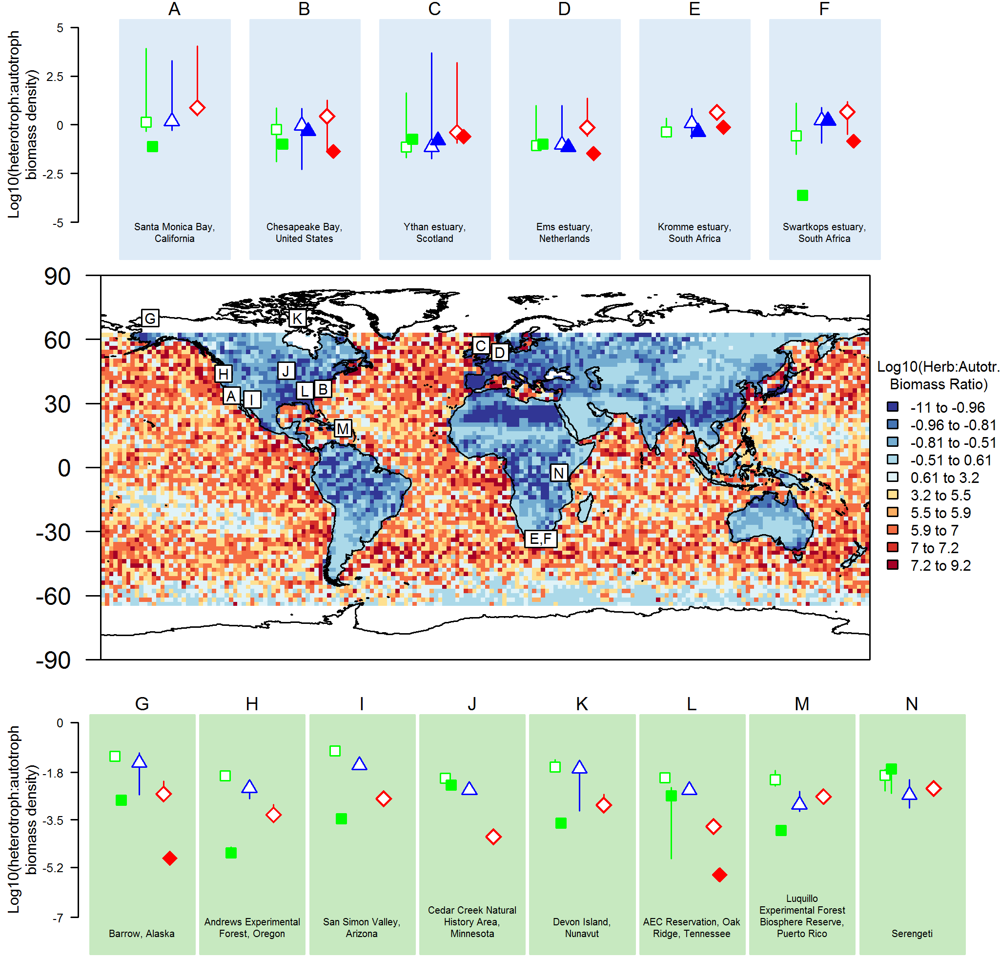 A B C D E F
Log10(heterotroph:autotroph
biomass density)
5
2.5
0
-2.5
-5
Santa Monica Bay,
California
Chesapeake Bay,
United States
Ythan estuary,
Scotland
Ems estuary,
Netherlands
Kromme estuary,
South Africa
Swartkops estuary,
South Africa
90
60
30
0
-30
-60
-90
G
K
C
D
H
J
A
I
L
B
M
N
E,F
Log10(Herb:Autotr.
Biomass Ratio)
-11 to -0.96
-0.96 to -0.81
-0.81 to -0.51
-0.51 to 0.61
0.61 to 3.2
3.2 to 5.5
5.5 to 5.9
5.9 to 7
7 to 7.2
7.2 to 9.2
G H I J K L M N
Log10(heterotroph:autotroph
biomass density)
0
-1.8
-3.5
-5.2
-7
Barrow, Alaska
Andrews Experimental
Forest, Oregon
San Simon Valley,
Arizona
Cedar Creek Natural
History Area,
Minnesota
Devon Island,
Nunavut
AEC Reservation, Oak
Ridge, Tennessee
Luquillo
Experimental Forest
Biosphere Reserve,
Puerto Rico
Serengeti